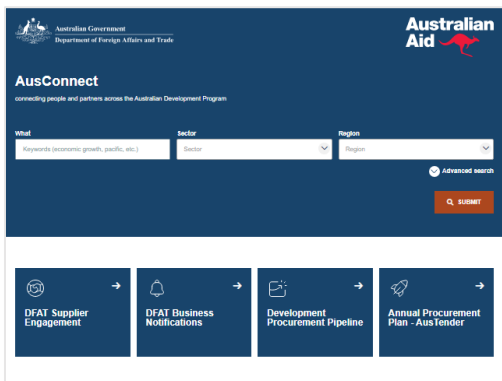 Australian Government
Department of Foreign Affairs and Trade
Australian
Aid
AusConnect
connecting people and partners across the Australian Development Program
What
Sector
Region
Keywords (economic growth, pacific, etc.)
Sector
Region
Advanced search
SUBMIT
DFAT Supplier
Engagement
DFAT Business
Notifications
Development
Procurement Pipeline
Annual Procurement
Plan - AusTender